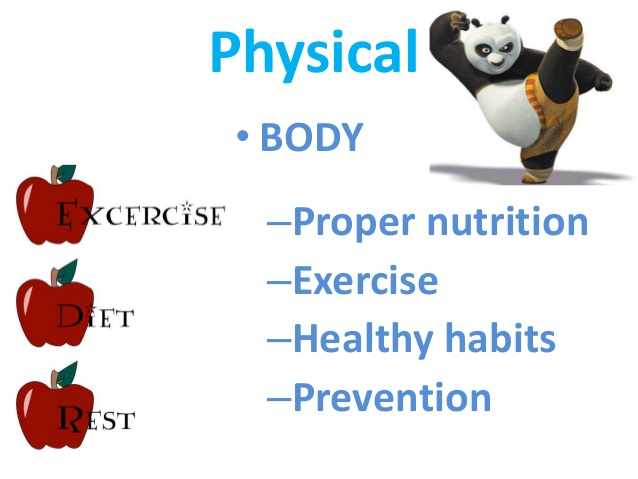 Physical
• BODY
–Proper nutrition
–Exercise
–Healthy habits
–Prevention
EXCERCiSE
DiET
REST